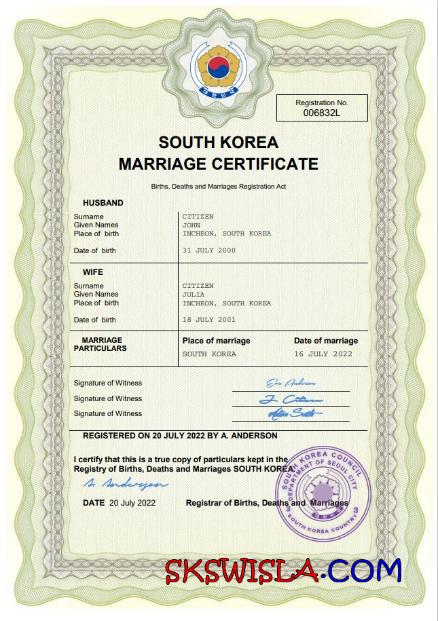 Registration No.
006832L
SOUTH KOREA
MARRIAGE CERTIFICATE
Births, Deaths and Marriages Registration Act
HUSBAND
Surname CITIZEN
Given Names JOHN
Place of birth INCHEON, SOUTH KOREA
Date of birth 31 JULY 2000
WIFE
Surname CITIZEN
Given Names JULIA
Place of birth INCHEON, SOUTH KOREA
Date of birth 18 JULY 2001
MARRIAGE PARTICULARS
Place of marriage Date of marriage
SOUTH KOREA 16 JULY 2022
Signature of Witness
Signature of Witness
Signature of Witness
REGISTERED ON 20 JULY 2022 BY A. ANDERSON
I certify that this is a true copy of particulars kept in the
Registry of Births, Deaths and Marriages SOUTH KOREA
A. Anderson
DATE 20 July 2022 Registrar of Births, Deaths and Marriages
SOUTH KOREA COUNCIL
DEPARTMENT OF SEOUL CITY
SOUTH KOREA COUNTRY
SKSWISLA.COM